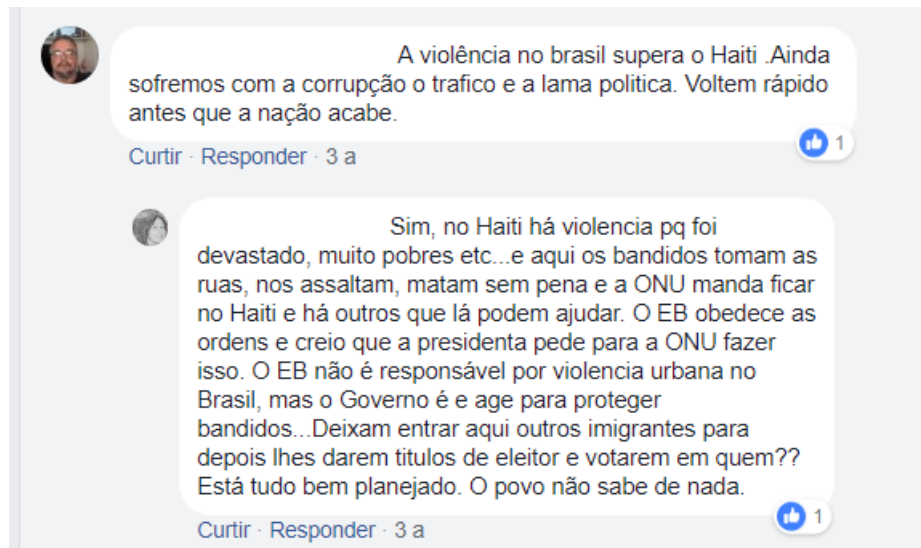 A violência no brasil supera o Haiti .Ainda
sofremos com a corrupção o trafico e a lama politica. Voltem rápido
antes que a nação acabe.
1
Curtir · Responder · 3 a
Sim, no Haiti há violencia pq foi
devastado, muito pobres etc...e aqui os bandidos tomam as
ruas, nos assaltam, matam sem pena e a ONU manda ficar
no Haiti e há outros que lá podem ajudar. O EB obedece as
ordens e creio que a presidenta pede para a ONU fazer
isso. O EB não é responsável por violencia urbana no
Brasil, mas o Governo é e age para proteger
bandidos...Deixam entrar aqui outros imigrantes para
depois lhes darem titulos de eleitor e votarem em quem??
Está tudo bem planejado. O povo não sabe de nada.
1
Curtir · Responder · 3 a